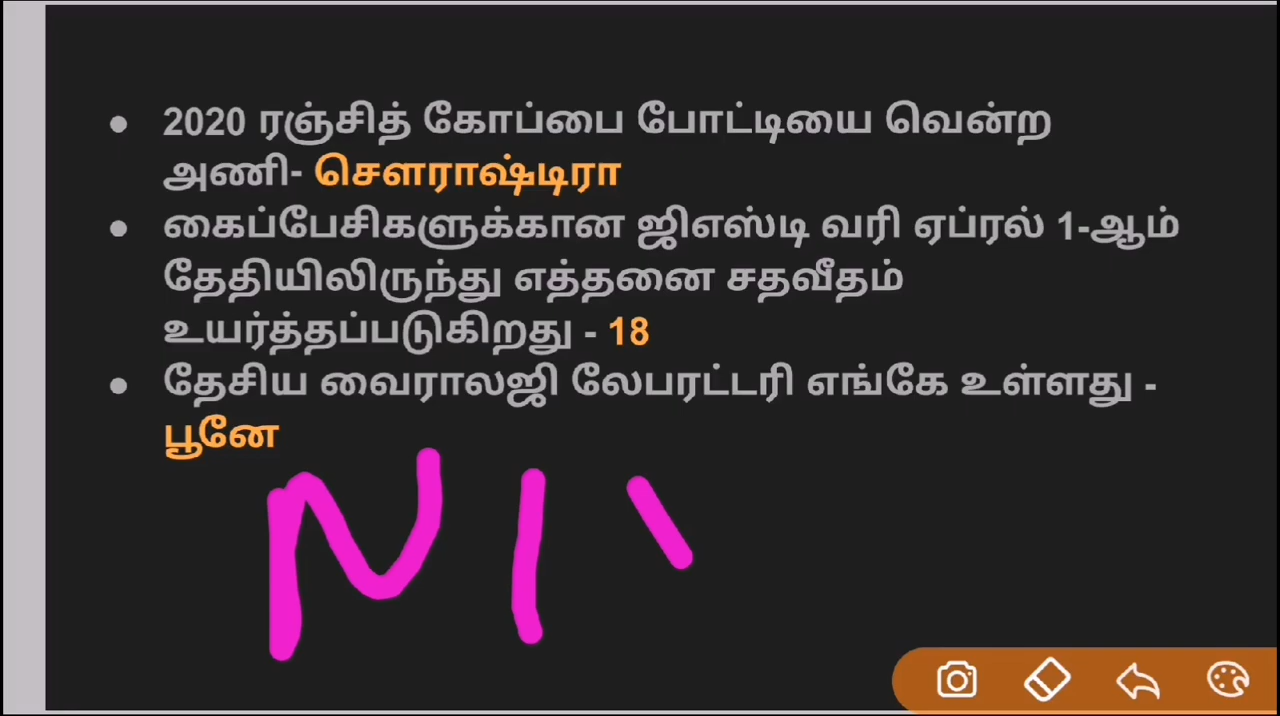 2020 ரஞ்சித் கோப்பை போட்டியை வென்ற
அணி- சௌராஷ்டிரா
கைப்பேசிகளுக்கான ஜிஎஸ்டி வரி ஏப்ரல் 1-ஆம்
தேதியிலிருந்து எத்தனை சதவீதம்
உயர்த்தப்படுகிறது - 18
தேசிய வைராலஜி லேபரட்டரி எங்கே உள்ளது -
பூனே
NI